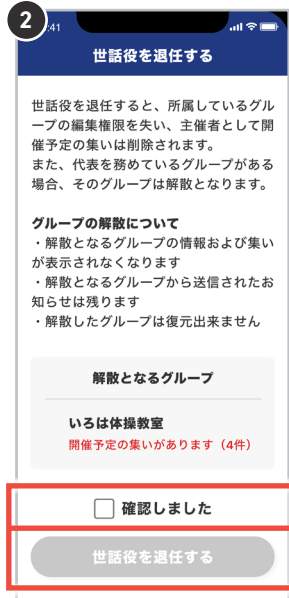 2
:41
世話役を退任する
世話役を退任すると、所属しているグル
ープの編集権限を失い、主催者として開
催予定の集いは削除されます。
また、代表を務めているグループがある
場合、そのグループは解散となります。
グループの解散について
・解散となるグループの情報および集い
が表示されなくなります
・解散となるグループから送信されたお
知らせは残ります
・解散したグループは復元出来ません
解散となるグループ
いろは体操教室
開催予定の集いがあります（4件）
確認しました
世話役を退任する